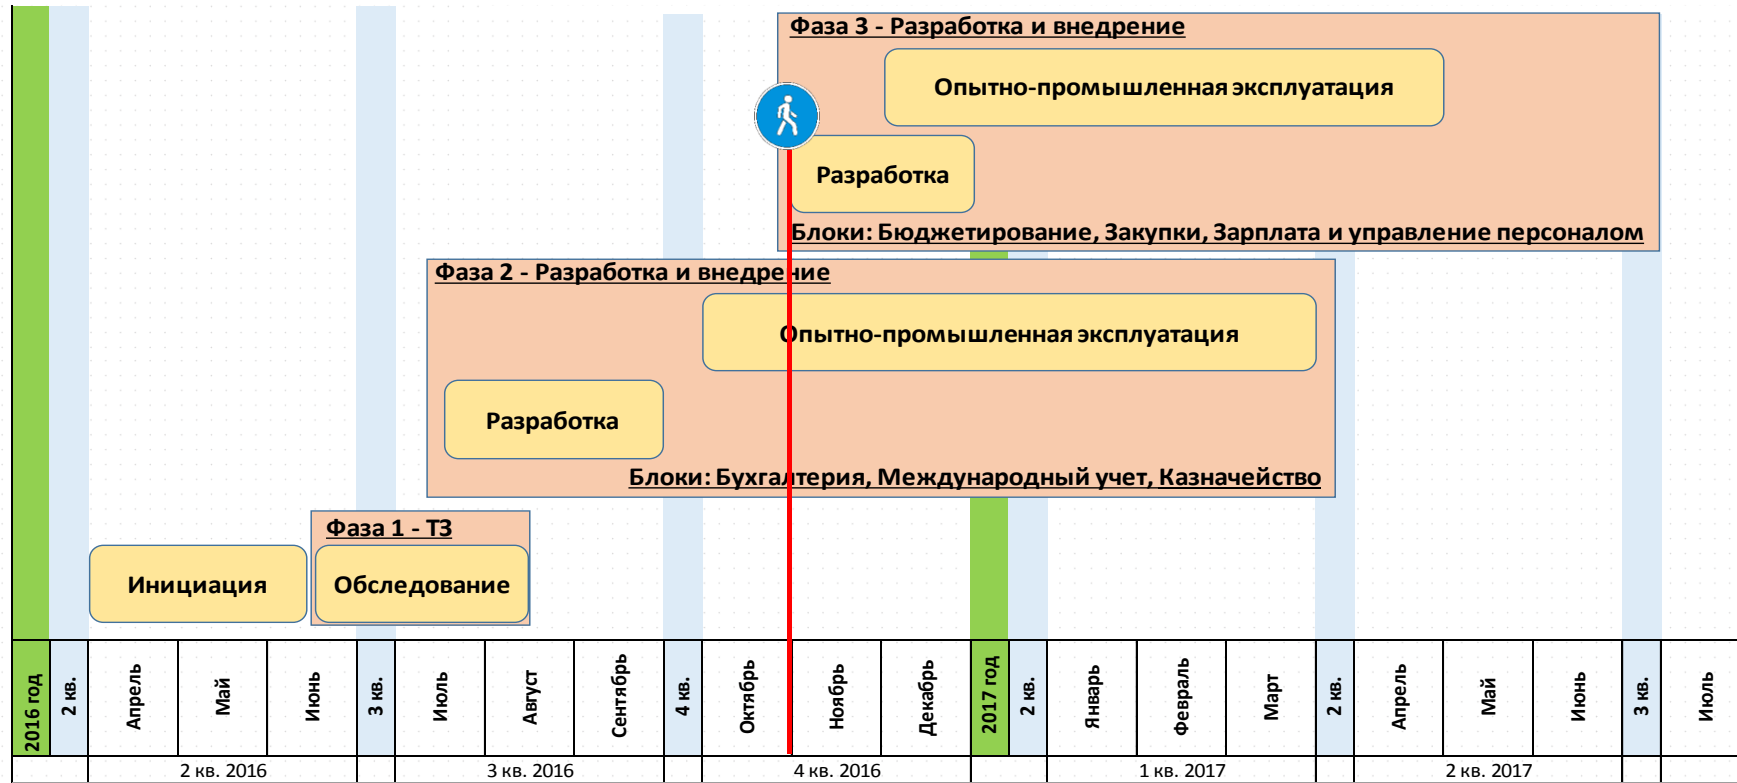 Фаза 3 - Разработка и внедрение
Опытно-промышленная эксплуатация
Разработка
Блоки: Бюджетирование, Закупки, Зарплата и управление персоналом
Фаза 2 - Разработка и внедрение
Опытно-промышленная эксплуатация
Разработка
Блоки: Бухгалтерия, Международный учет, Казначейство
Фаза 1 - ТЗ
Инициация
Обследование
2016 год
2 кв.
Апрель
Май
Июнь
3 кв.
Июль
Август
Сентябрь
4 кв.
Октябрь
Ноябрь
Декабрь
2017 год
2 кв.
Январь
Февраль
Март
2 кв.
Апрель
Май
Июнь
3 кв.
Июль
2 кв. 2016
3 кв. 2016
4 кв. 2016
1 кв. 2017
2 кв. 2017